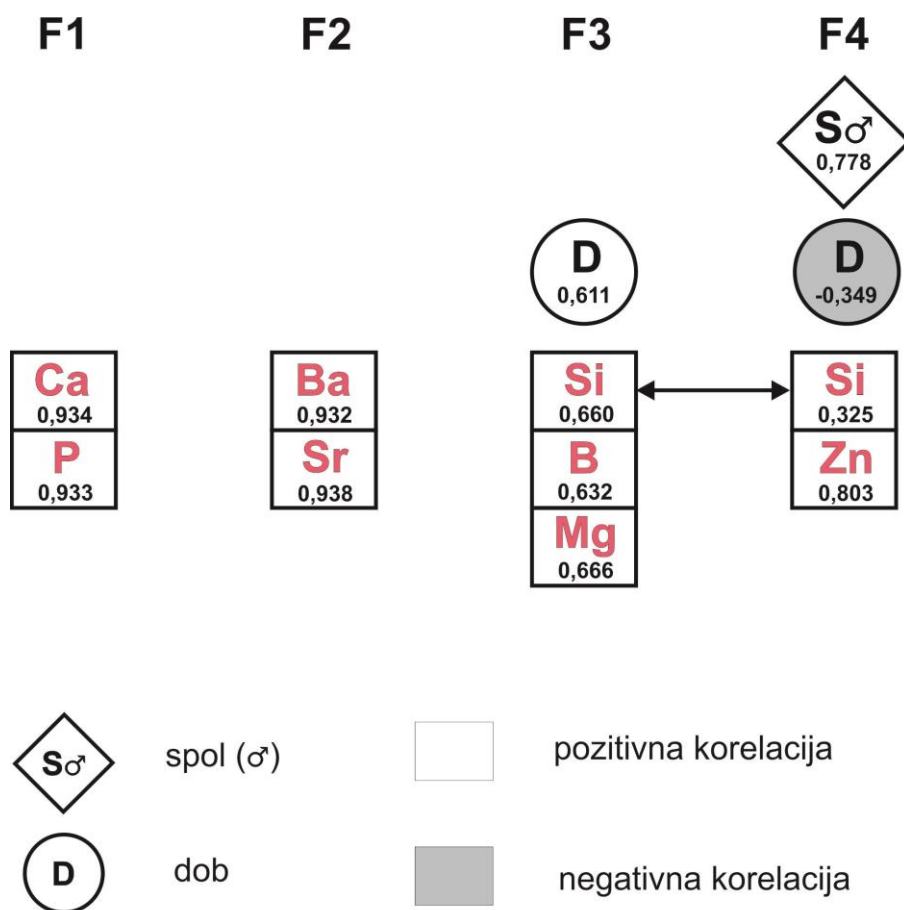 F1 F2 F3 F4
S♂
0,778
D D
0,611 -0,349
Ca Ba Si Si
0,934 0,932 0,660 0,325
P Sr B Zn
0,933 0,938 0,632 0,803
Mg
0,666
S♂ spol (♂) pozitivna korelacija
D dob negativna korelacija